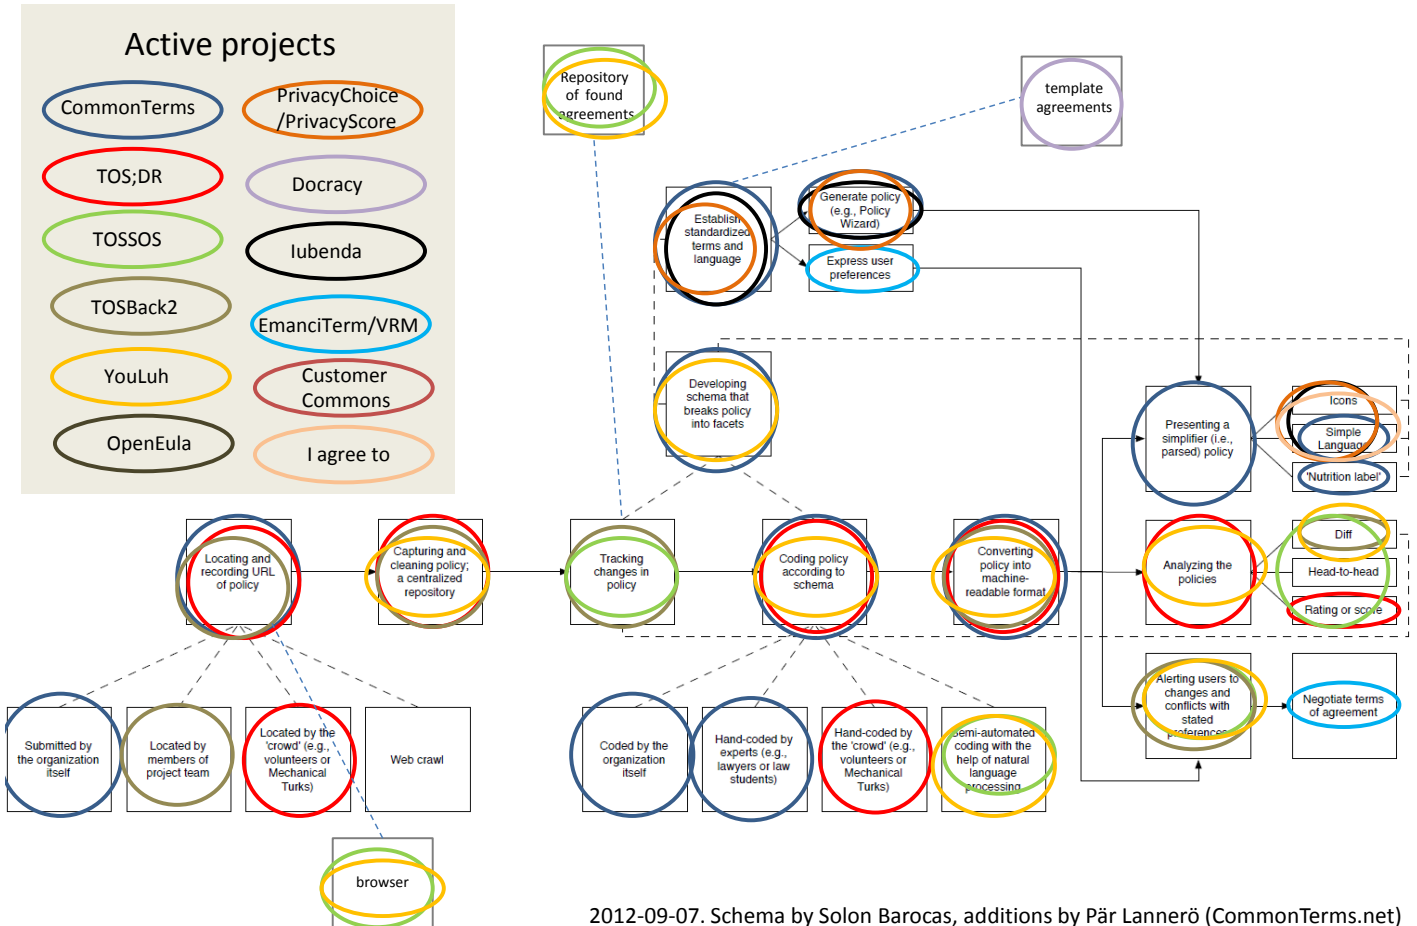 Active projects
CommonTerms
PrivacyChoice
/PrivacyScore
TOS;DR
Docracy
TOSSOS
Iubenda
TOSBack2
EmanciTerm/VRM
YouLuh
Customer
Commons
OpenEula
I agree to
Repository
of found
agreements
template
agreements
Establish
standardized
terms and
language
Generate policy
(e.g., Policy
Wizard)
Express user
preferences
Developing
schema that
breaks policy
into facets
Presenting a
simplifier (i.e.,
parsed) policy
Icons
Simple
Language
'Nutrition label'
Locating and
recording URL
of policy
Capturing and
cleaning policy;
a centralized
repository
Tracking
changes in
policy
Coding policy
according to
schema
Converting
policy into
machine-
readable format
Analyzing the
policies
Diff
Head-to-head
Rating or score
Alerting users to
changes and
conflicts with
stated
preferences
Negotiate terms
of agreement
Submitted by
the organization
itself
Located by
members of
project team
Located by the
'crowd' (e.g.,
volunteers or
Mechanical
Turks)
Web crawl
Coded by the
organization
itself
Hand-coded by
experts (e.g.,
lawyers or law
students)
Hand-coded by
the 'crowd' (e.g.,
volunteers or
Mechanical
Turks)
Semi-automated
coding with the
help of natural
language
processing
browser
2012-09-07. Schema by Solon Barocas, additions by Pär Lannerö (CommonTerms.net)